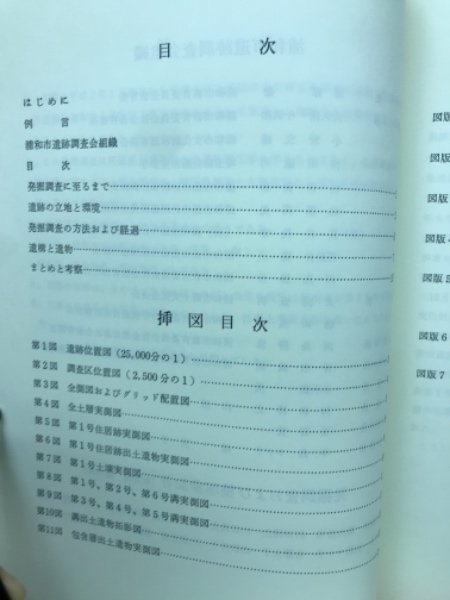 目次
はじめに
例言
浦和市遺跡調査会組織
目次
発掘調査に至るまで
遺跡の立地と環境
発掘調査の方法および経過
遺構と遺物
まとめと考察
挿図目次
第1図 遺跡位置図(25,000分の1)
第2図 調査区位置図(2,500分の1)
第3図 全測図およびグリッド配置図
第4図 全土層実測図
第5図 第1号住居跡実測図
第6図 第1号住居跡出土遺物実測図
第7図 第1号土壙実測図
第8図 第1号、第2号、第6号溝実測図
第9図 第3号、第4号、第5号溝実測図
第10図 溝出土遺物拓影図
第11図 包含層出土遺物実測図
図版
図版
図版
図版4
図版5
図版6
図版7